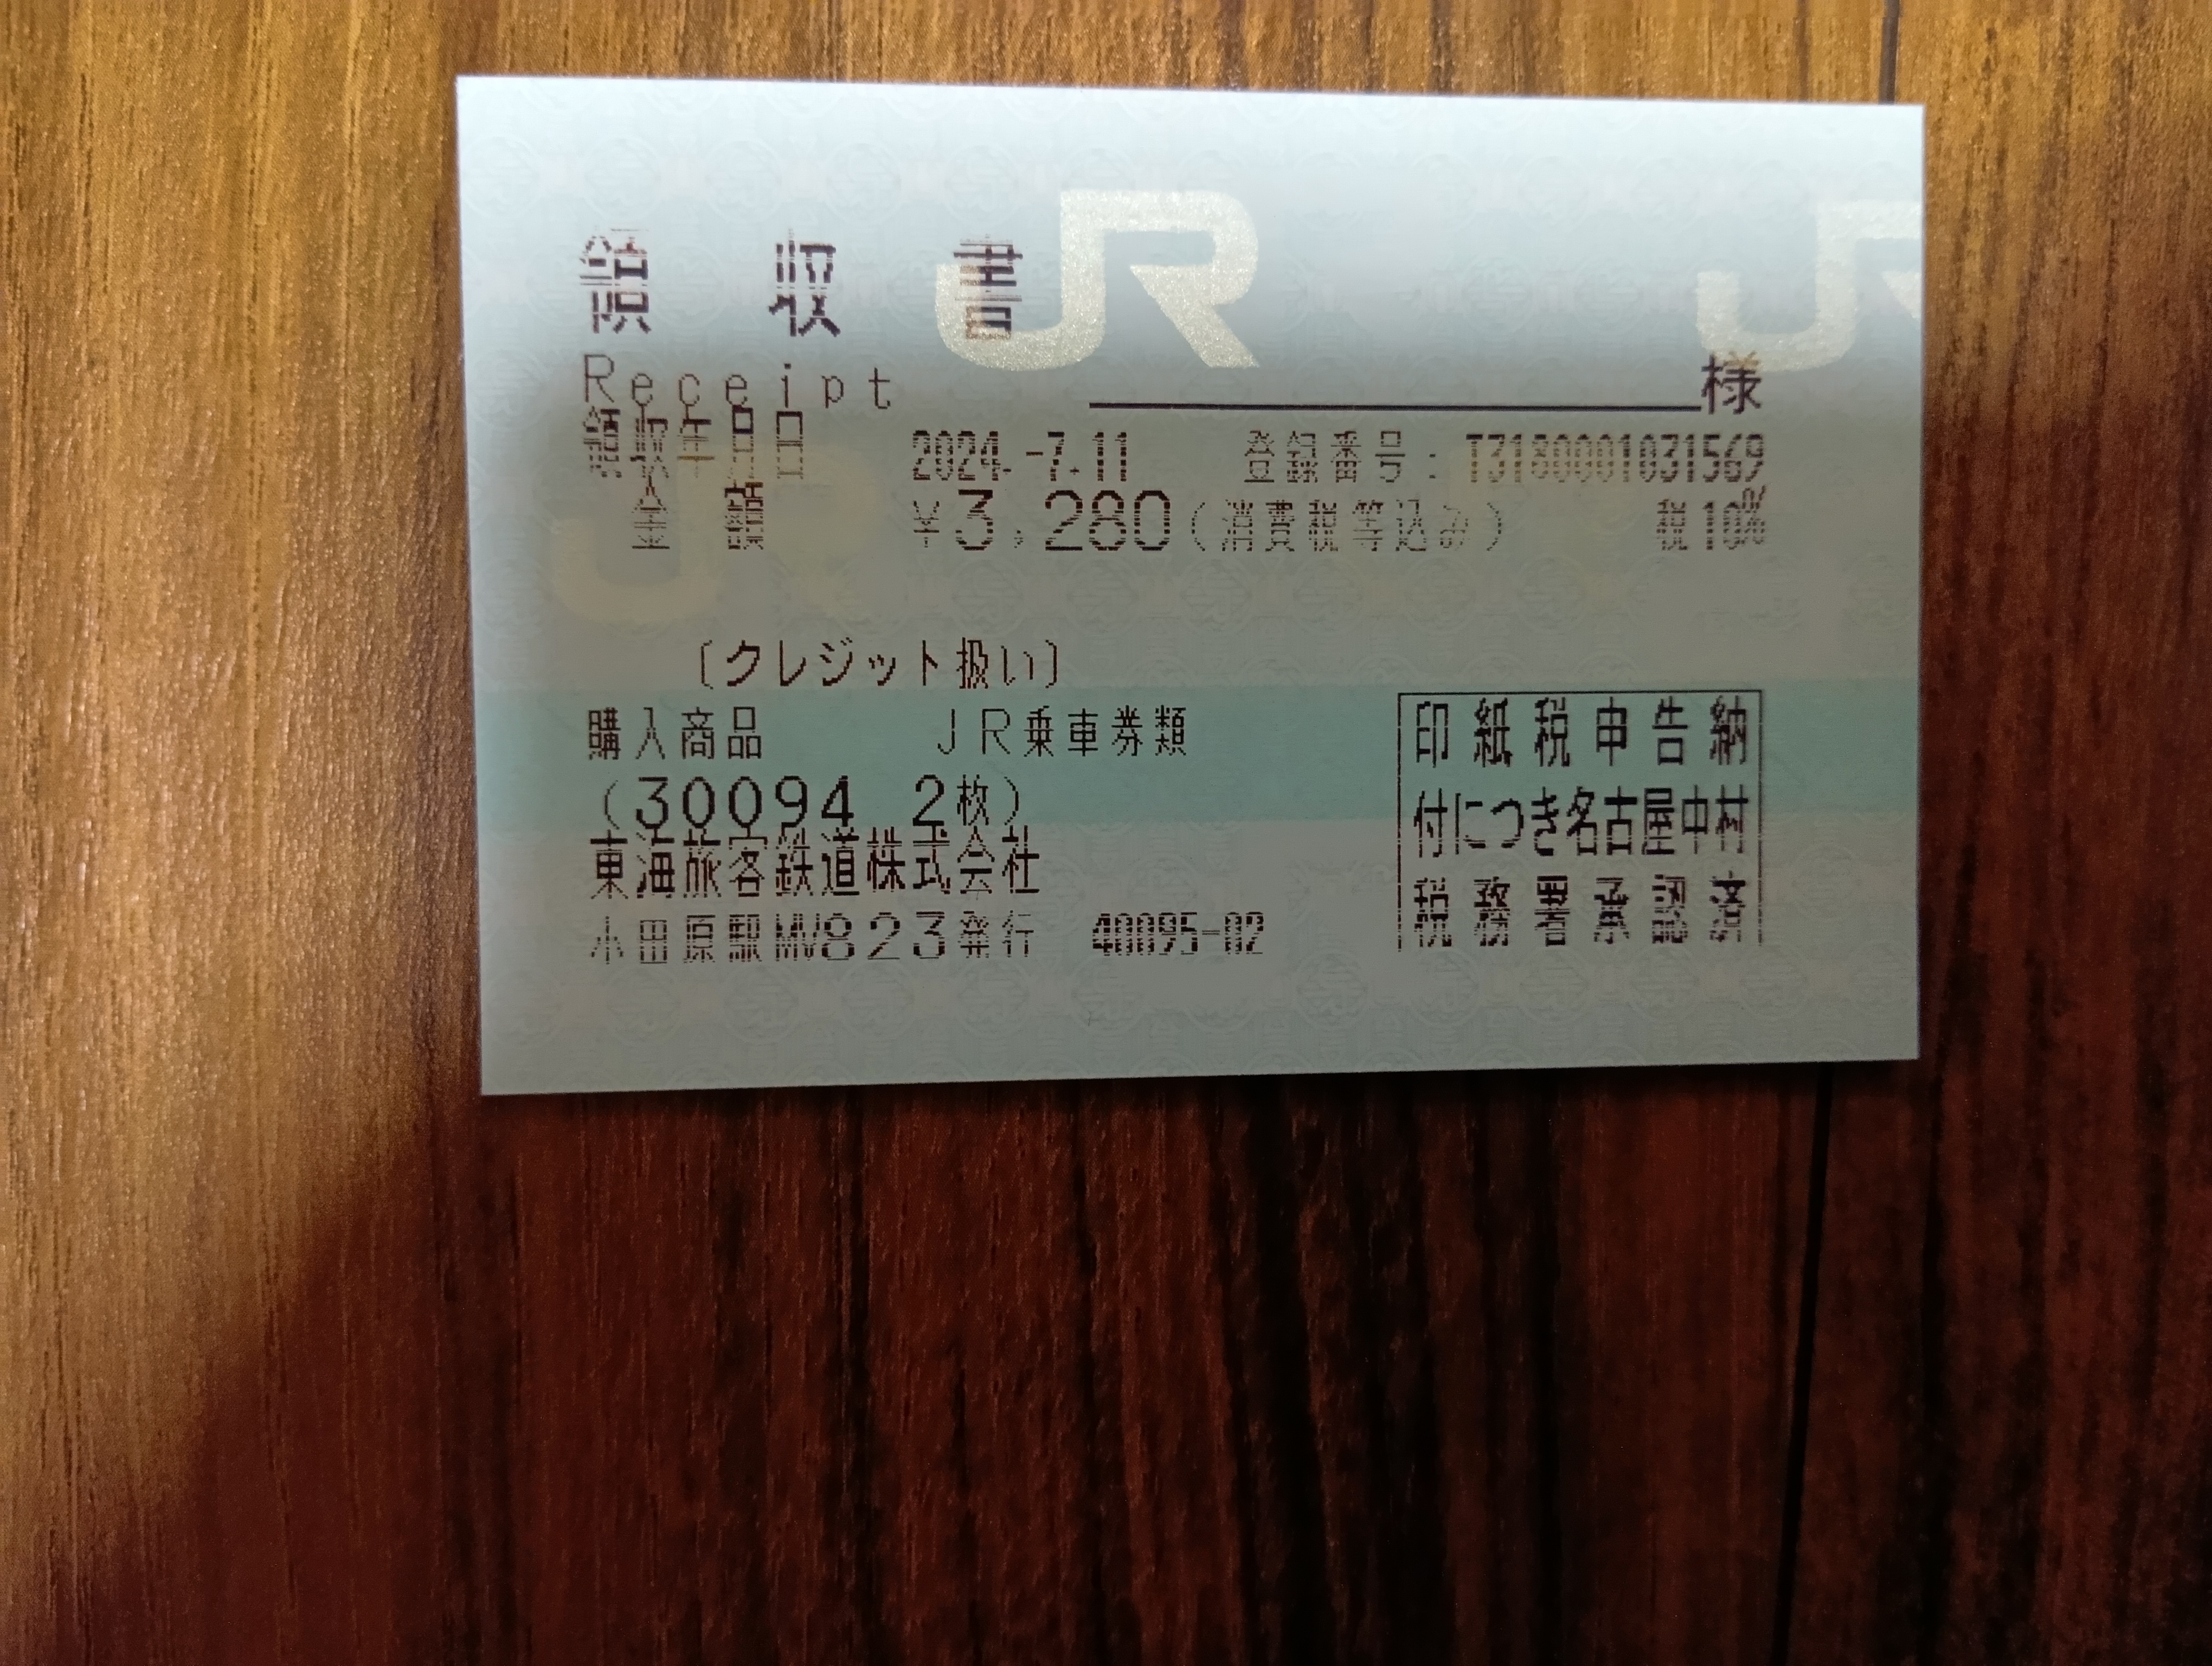 領収書
Receipt
様
領収年月日 2024.-7.11 登録番号：T3180001031569
金額 ¥3,280(消費税等込み) 税10%
〔クレジット扱い〕
購入商品 JR乗車券類
(30094 2枚)
東海旅客鉄道株式会社
小田原駅MV823発行 40095-02
印紙税申告納
付につき名古屋中村
税務署承認済
JR
JR